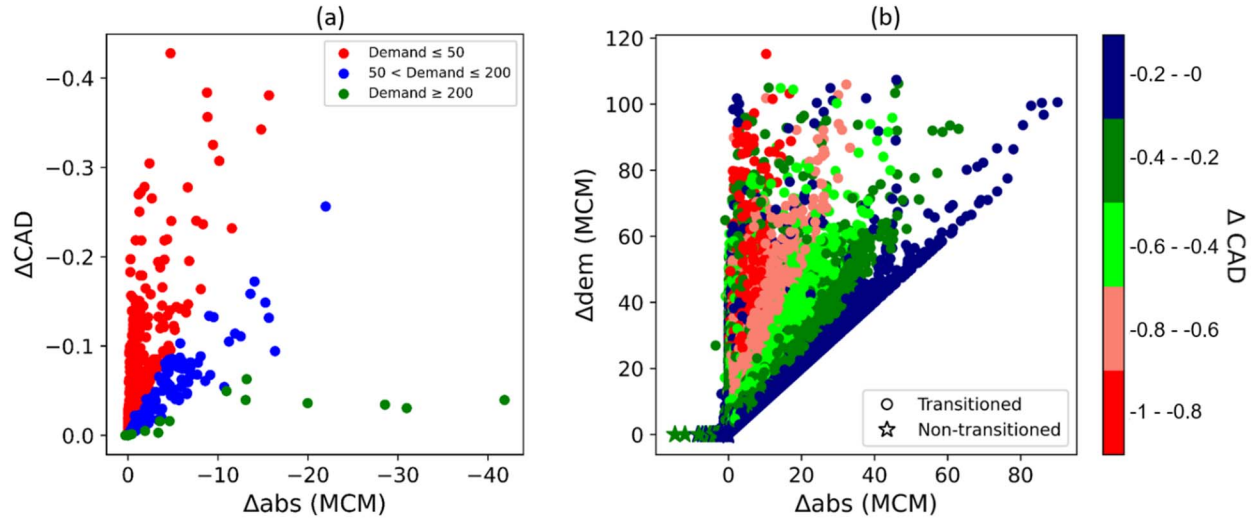 (a)
ΔCAD
−0.4
−0.3
−0.2
−0.1
0.0
Demand ≤ 50
50 < Demand ≤ 200
Demand ≥ 200
0 −10 −20 −30 −40
Δabs (MCM)
(b)
Δdem (MCM)
120
100
80
60
40
20
0
Transitioned
Non-transitioned
0 20 40 60 80
Δabs (MCM)
-0.2 - -0
-0.4 - -0.2
-0.6 - -0.4
-0.8 - -0.6
-1 - -0.8
Δ CAD